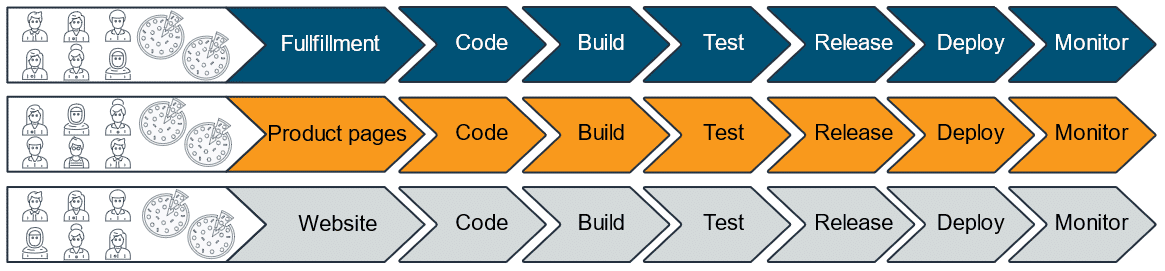 Fullfillment Code Build Test Release Deploy Monitor
Product pages Code Build Test Release Deploy Monitor
Website Code Build Test Release Deploy Monitor